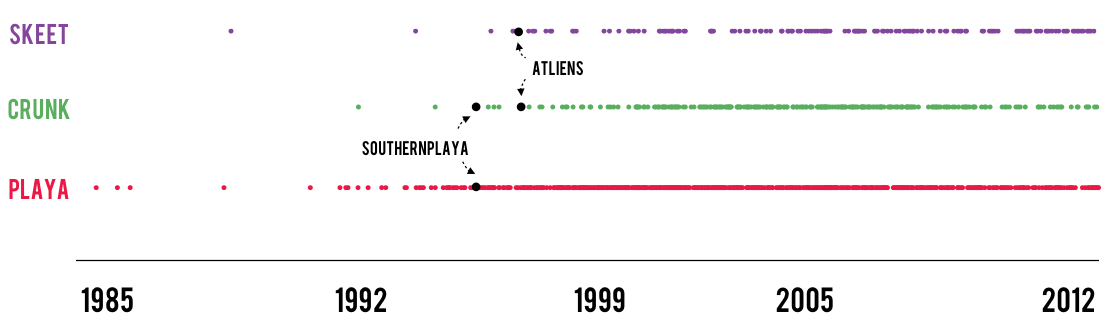 SKEET
ATLIENS
CRUNK
SOUTHERNPLAYA
PLAYA
1985 1992 1999 2005 2012